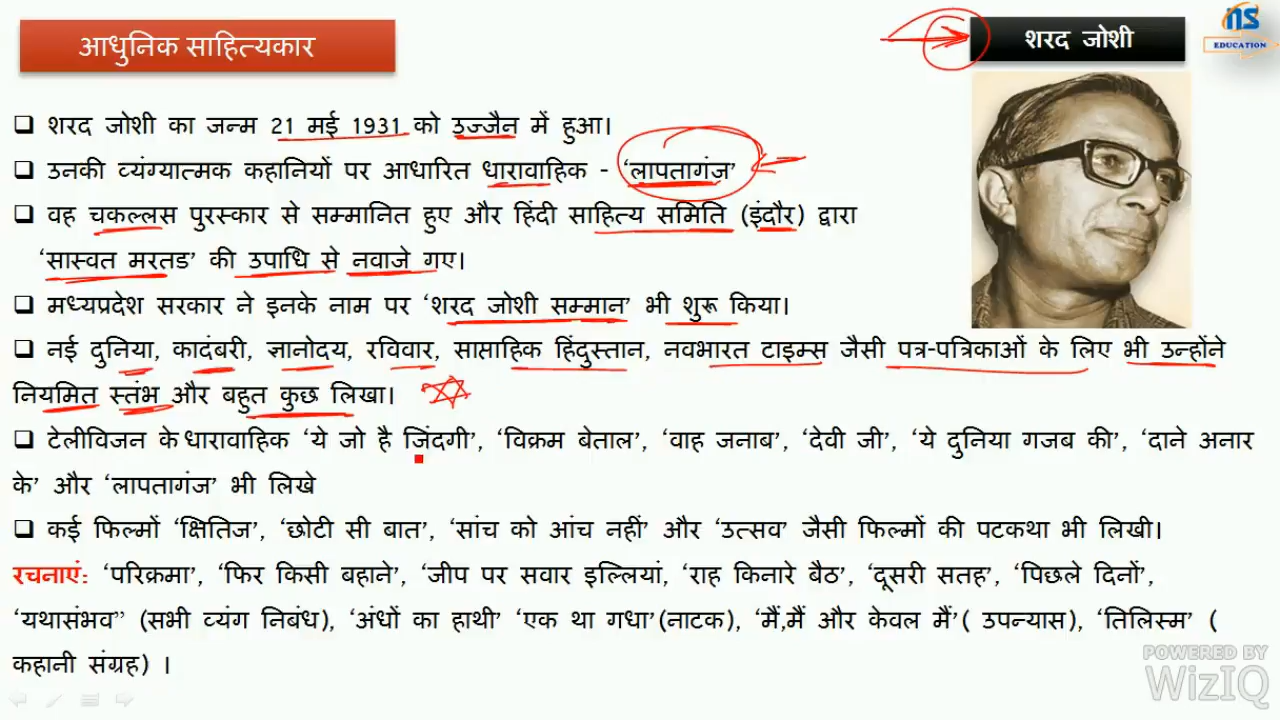 आधुनिक साहित्यकार
शरद जोशी
ins
EDUCATION
❑ शरद जोशी का जन्म 21 मई 1931 को उज्जैन में हुआ।
❑ उनकी व्यंग्यात्मक कहानियों पर आधारित धारावाहिक - ‘लापतागंज’
❑ वह चकल्लस पुरस्कार से सम्मानित हुए और हिंदी साहित्य समिति (इंदौर) द्वारा
‘सास्वत मरतड’ की उपाधि से नवाजे गए।
❑ मध्यप्रदेश सरकार ने इनके नाम पर ‘शरद जोशी सम्मान’ भी शुरू किया।
❑ नई दुनिया, कादंबरी, ज्ञानोदय, रविवार, साप्ताहिक हिंदुस्तान, नवभारत टाइम्स जैसी पत्र-पत्रिकाओं के लिए भी उन्होंने
नियमित स्तंभ और बहुत कुछ लिखा।
❑ टेलीविजन के धारावाहिक ‘ये जो है जिंदगी’, ‘विक्रम बेताल’, ‘वाह जनाब’, ‘देवी जी’, ‘ये दुनिया गजब की’, ‘दाने अनार
के’ और ‘लापतागंज’ भी लिखे
❑ कई फिल्मों ‘क्षितिज’, ‘छोटी सी बात’, ‘सांच को आंच नहीं’ और ‘उत्सव’ जैसी फिल्मों की पटकथा भी लिखी।
रचनाएं: ‘परिक्रमा’, ‘फिर किसी बहाने’, ‘जीप पर सवार इल्लियां, ‘राह किनारे बैठ’, ‘दूसरी सतह’, ‘पिछले दिनों’,
‘यथासंभव” (सभी व्यंग निबंध), ‘अंधों का हाथी’ ‘एक था गधा’(नाटक), ‘मैं,मैं और केवल मैं’( उपन्यास), ‘तिलिस्म’ (
कहानी संग्रह) ।
POWERED BY
WizIQ